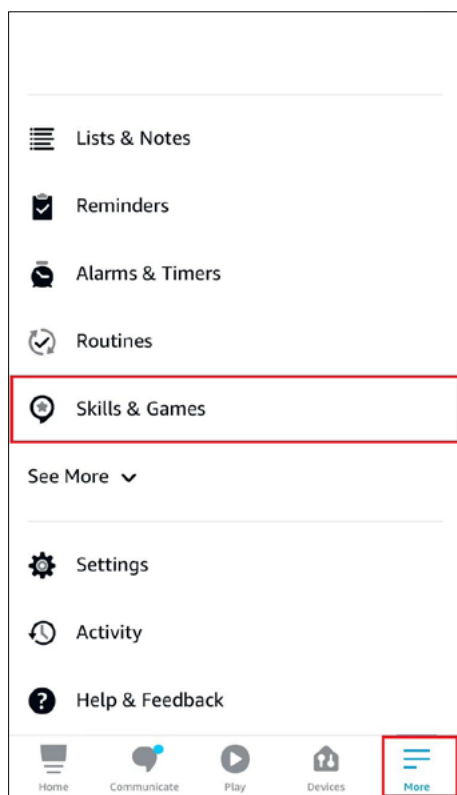 Lists & Notes
Reminders
Alarms & Timers
Routines
Skills & Games
See More
Settings
Activity
Help & Feedback
Home Communicate Play Devices More